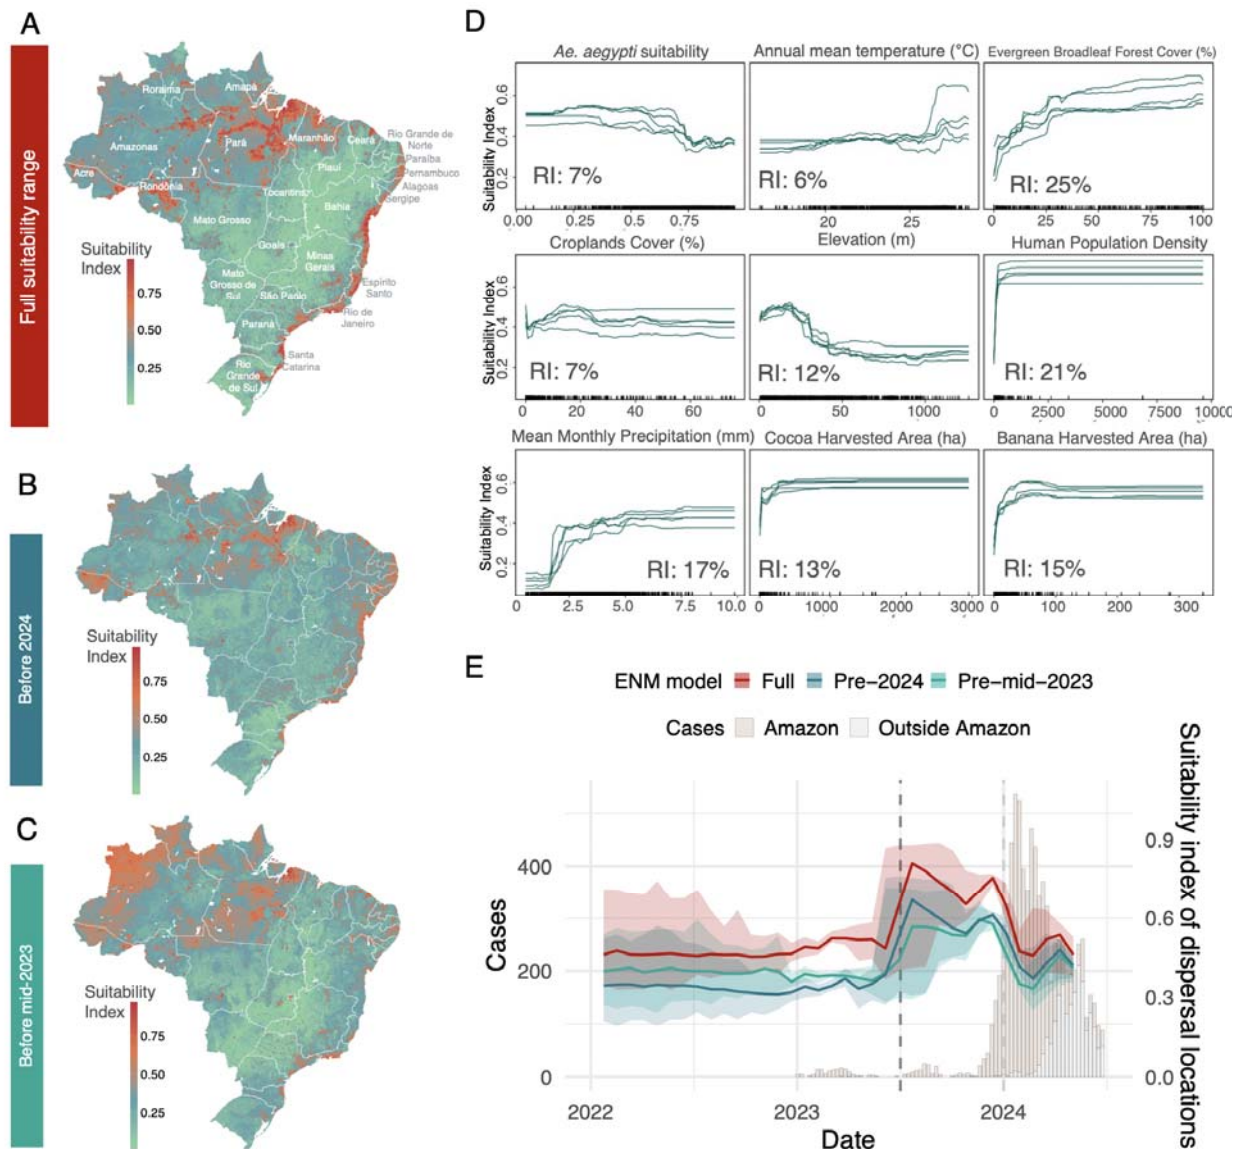 A
Full suitability range
Roraima
Amapá
Amazonas
Pará
Maranhão
Ceará
Rio Grande de
Norte
Paraíba
Pernambuco
Alagoas
Sergipe
Piauí
Acre
Rondônia
Tocantins
Mato Grosso
Bahia
Goals
Minas
Gerais
Mato
Grosso de
Sul
São Paulo
Espirito
Santo
Rio de
Janeiro
Paraná
Santa
Catarina
Rio
Grande
de Sul
Suitability
Index
0.75
0.50
0.25
B
Before 2024
Suitability
Index
0.75
0.50
0.25
C
Before mid-2023
Suitability
Index
0.75
0.50
0.25
D
Ae. aegypti suitability
Annual mean temperature (°C)
Evergreen Broadleaf Forest Cover (%)
Suitability Index
0.6
0.4
0.2
RI: 7%
RI: 6%
RI: 25%
0.00 0.25 0.50 0.75
20 25
0 25 50 75 100
Croplands Cover (%)
Elevation (m)
Human Population Density
Suitability Index
0.6
0.4
0.2
RI: 7%
RI: 12%
RI: 21%
0 20 40 60
0 50 1000
0 2500 5000 7500 10000
Mean Monthly Precipitation (mm)
Cocoa Harvested Area (ha)
Banana Harvested Area (ha)
Suitability Index
0.6
0.4
0.2
RI: 17%
RI: 13%
RI: 15%
0 2.5 5.0 7.5 10.0
0 1000 2000 3000
0 100 200 300
E
ENM model Full Pre-2024 Pre-mid-2023
Cases Amazon Outside Amazon
Cases
400
200
0
0.9
0.6
0.3
0.0
Suitability index of dispersal locations
2022 2023 2024
Date